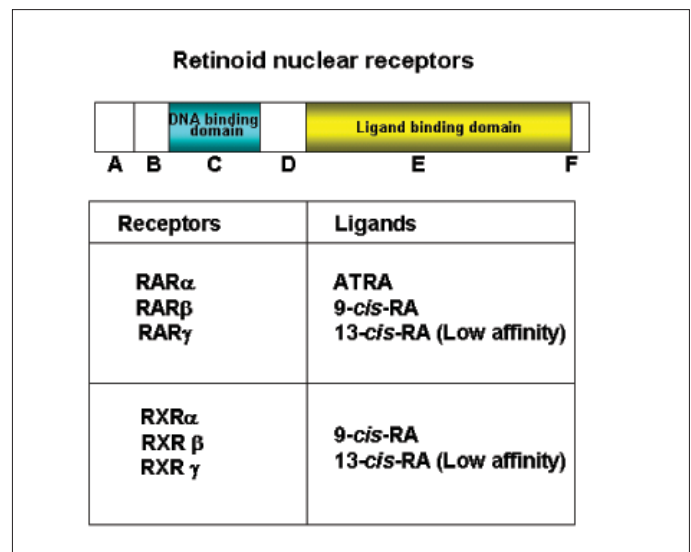 Retinoid nuclear receptors
DNA binding
domain
Ligand binding domain
A B C D E F
Receptors Ligands
RARα ATRA
RARβ 9-cis-RA
RARγ 13-cis-RA (Low affinity)
RXRα
RXR β 9-cis-RA
RXR γ 13-cis-RA (Low affinity)